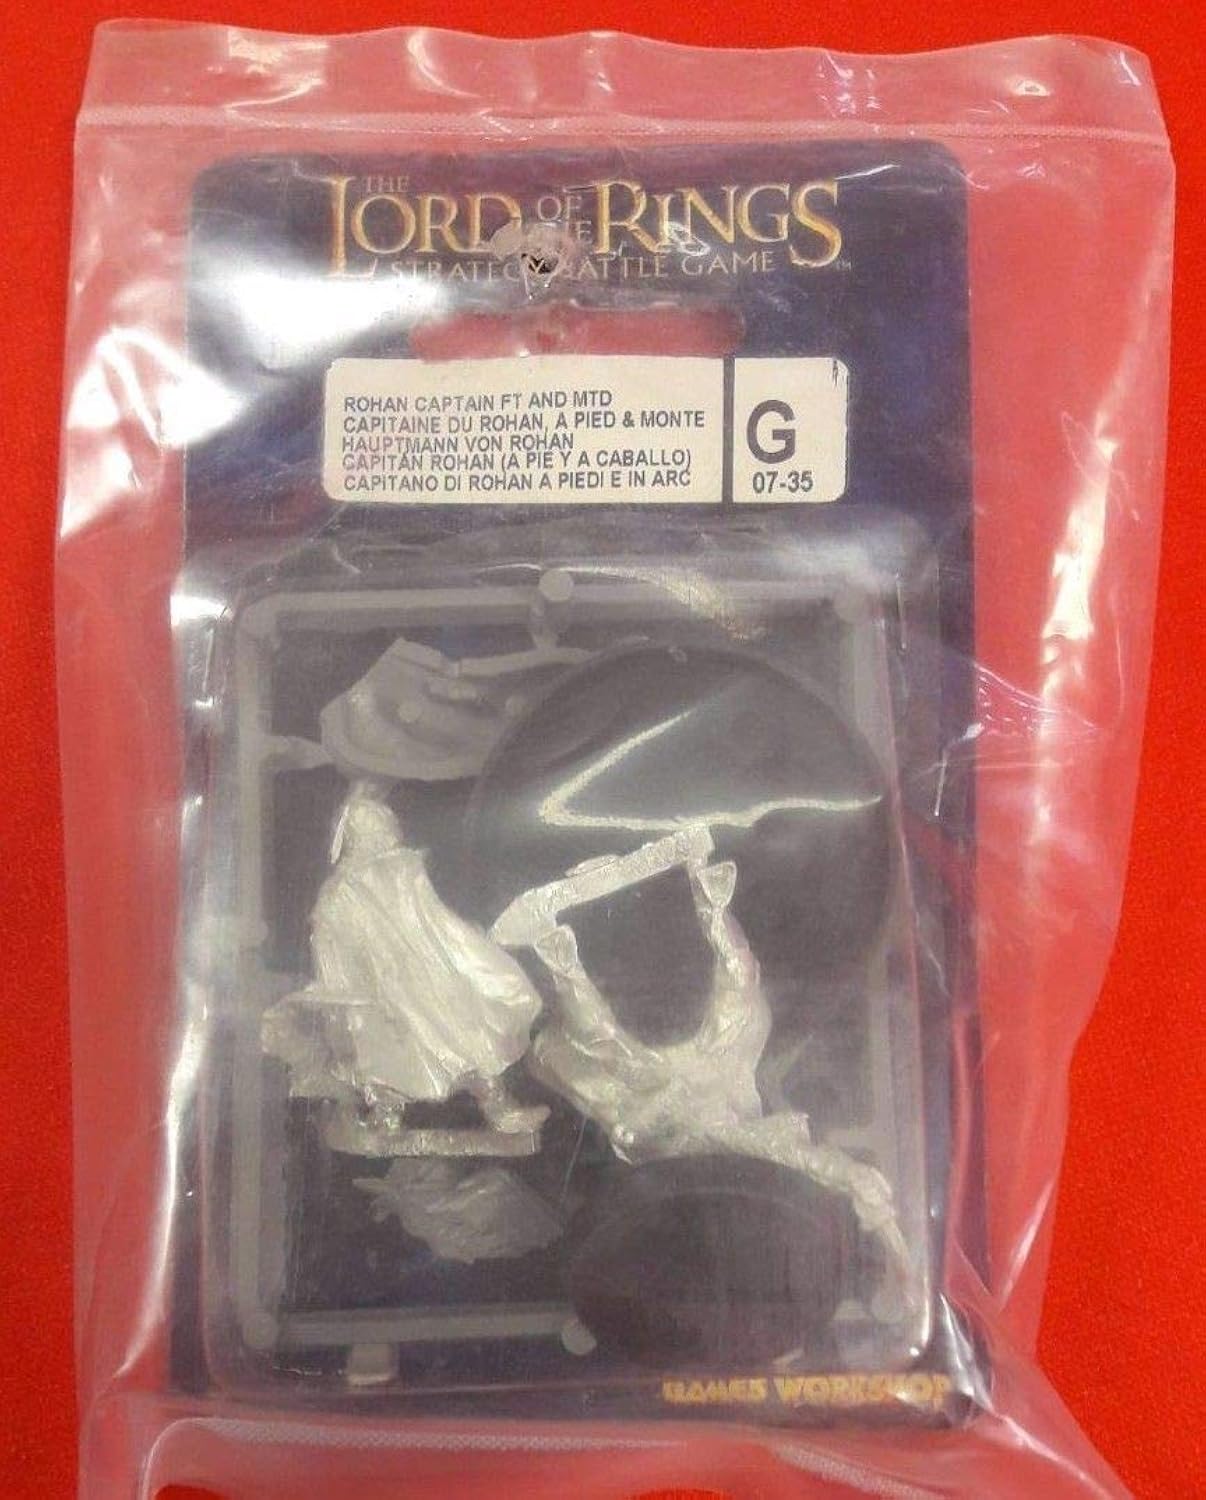 THE
LORD OF THE RINGS
STRATEGY BATTLE GAME
ROHAN CAPTAIN FT AND MTD
CAPITAINE DU ROHAN, A PIED & MONTE
HAUPTMANN VON ROHAN
CAPITÁN ROHAN (A PIE Y A CABALLO)
CAPITANO DI ROHAN A PIEDI E IN ARC
G
07-35
GAMES WORKSHOP